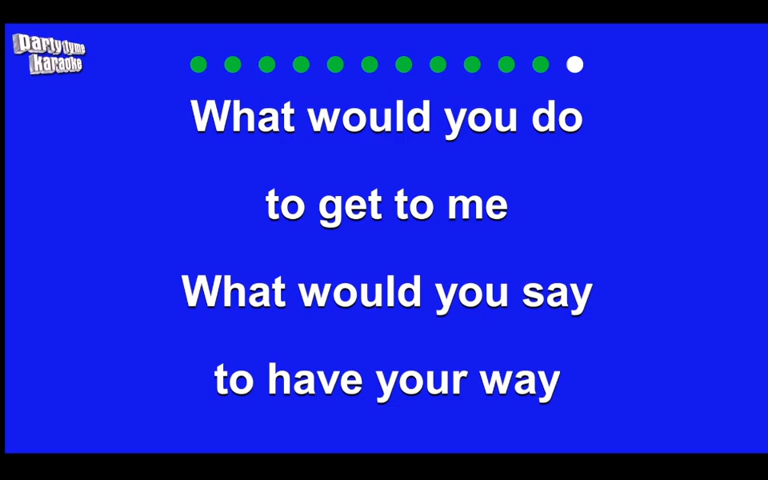 party tyme
karaoke
What would you do
to get to me
What would you say
to have your way